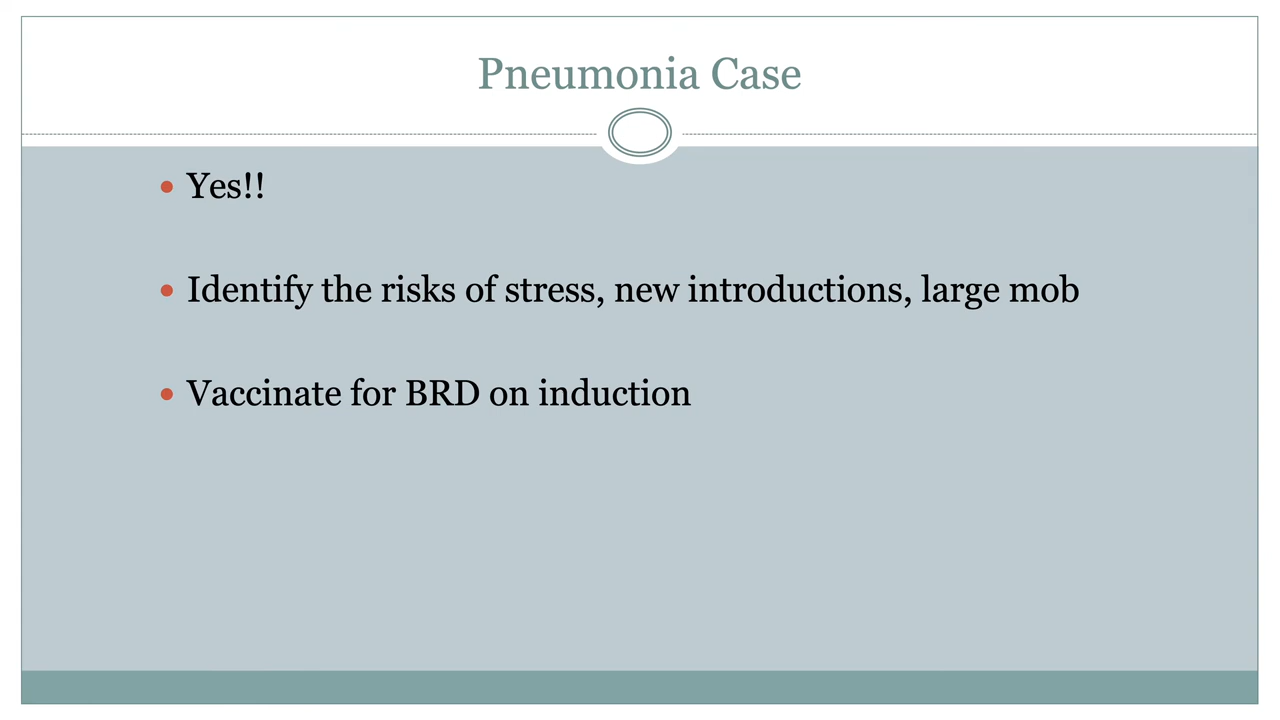 Pneumonia Case
• Yes!!
• Identify the risks of stress, new introductions, large mob
• Vaccinate for BRD on induction